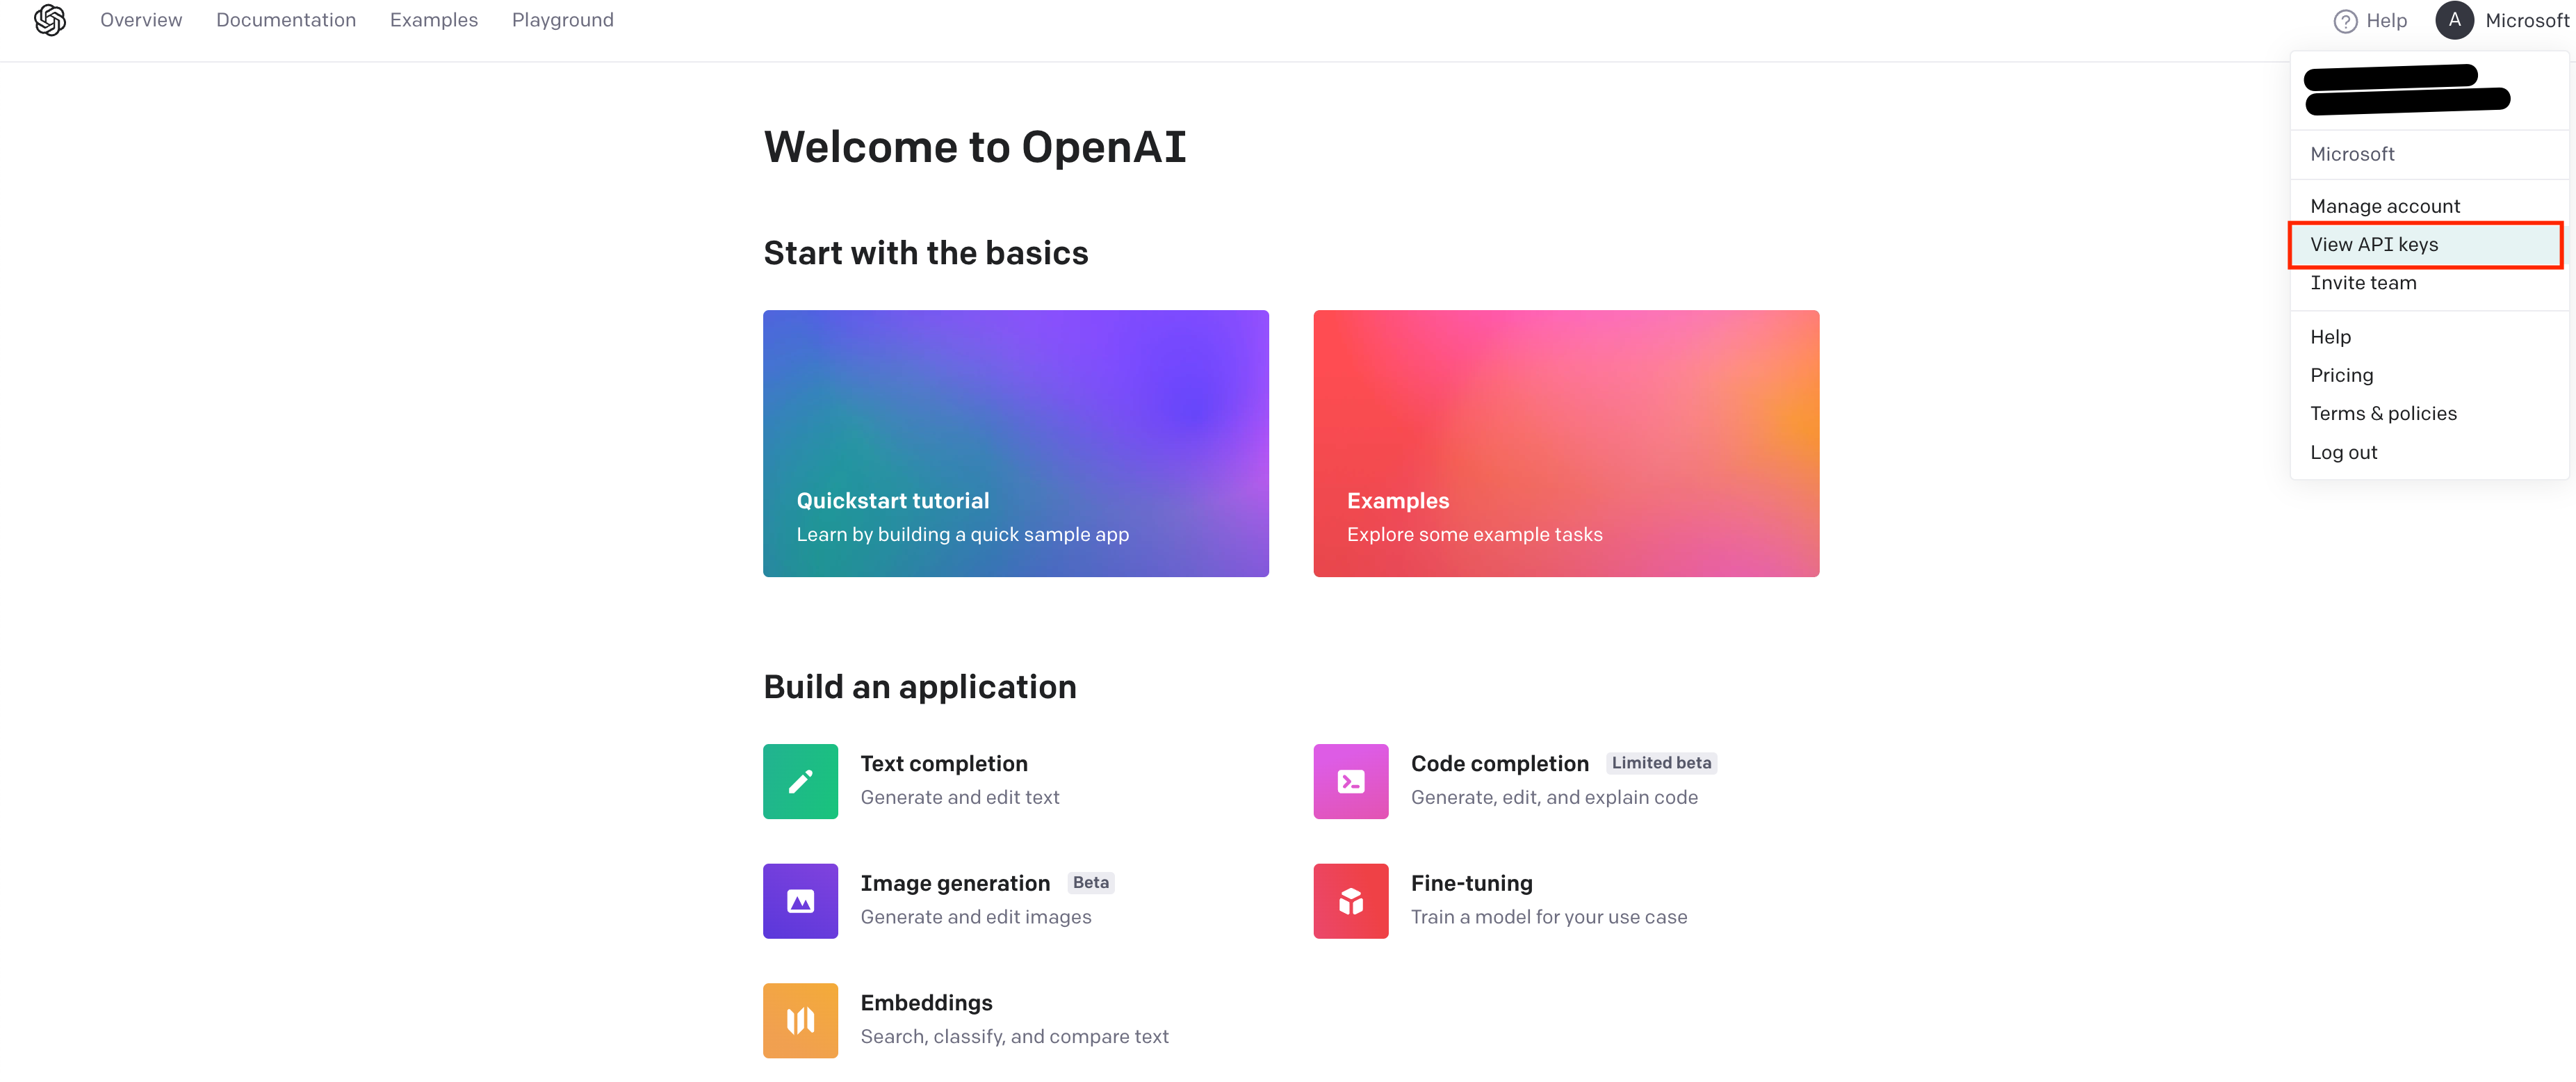 Overview Documentation Examples Playground
Help A Microsoft
Microsoft
Manage account
View API keys
Invite team
Help
Pricing
Terms & policies
Log out
Welcome to OpenAI
Start with the basics
Quickstart tutorial
Learn by building a quick sample app
Examples
Explore some example tasks
Build an application
Text completion
Generate and edit text
Code completion Limited beta
Generate, edit, and explain code
Image generation Beta
Generate and edit images
Fine-tuning
Train a model for your use case
Embeddings
Search, classify, and compare text